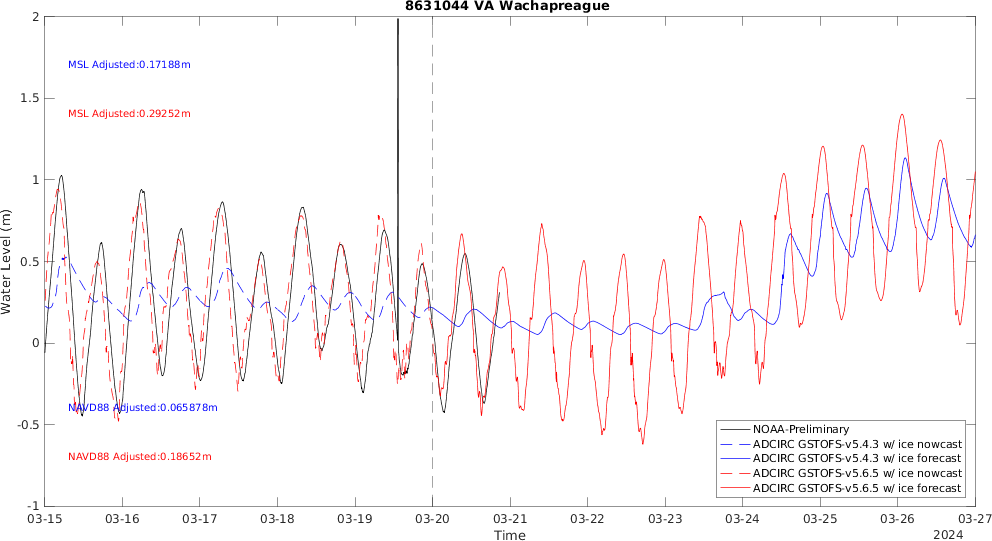 8631044 VA Wachapreague
2
1.5
1
0.5
0
-0.5
-1
Water Level (m)
MSL Adjusted:0.17188m
MSL Adjusted:0.29252m
NAVD88 Adjusted:0.065878m
NAVD88 Adjusted:0.18652m
NOAA-Preliminary
ADCIRC GSTOFS-v5.4.3 w/ ice nowcast
ADCIRC GSTOFS-v5.4.3 w/ ice forecast
ADCIRC GSTOFS-v5.6.5 w/ ice nowcast
ADCIRC GSTOFS-v5.6.5 w/ ice forecast
03-15 03-16 03-17 03-18 03-19 03-20 03-21 03-22 03-23 03-24 03-25 03-26 03-27
Time
2024